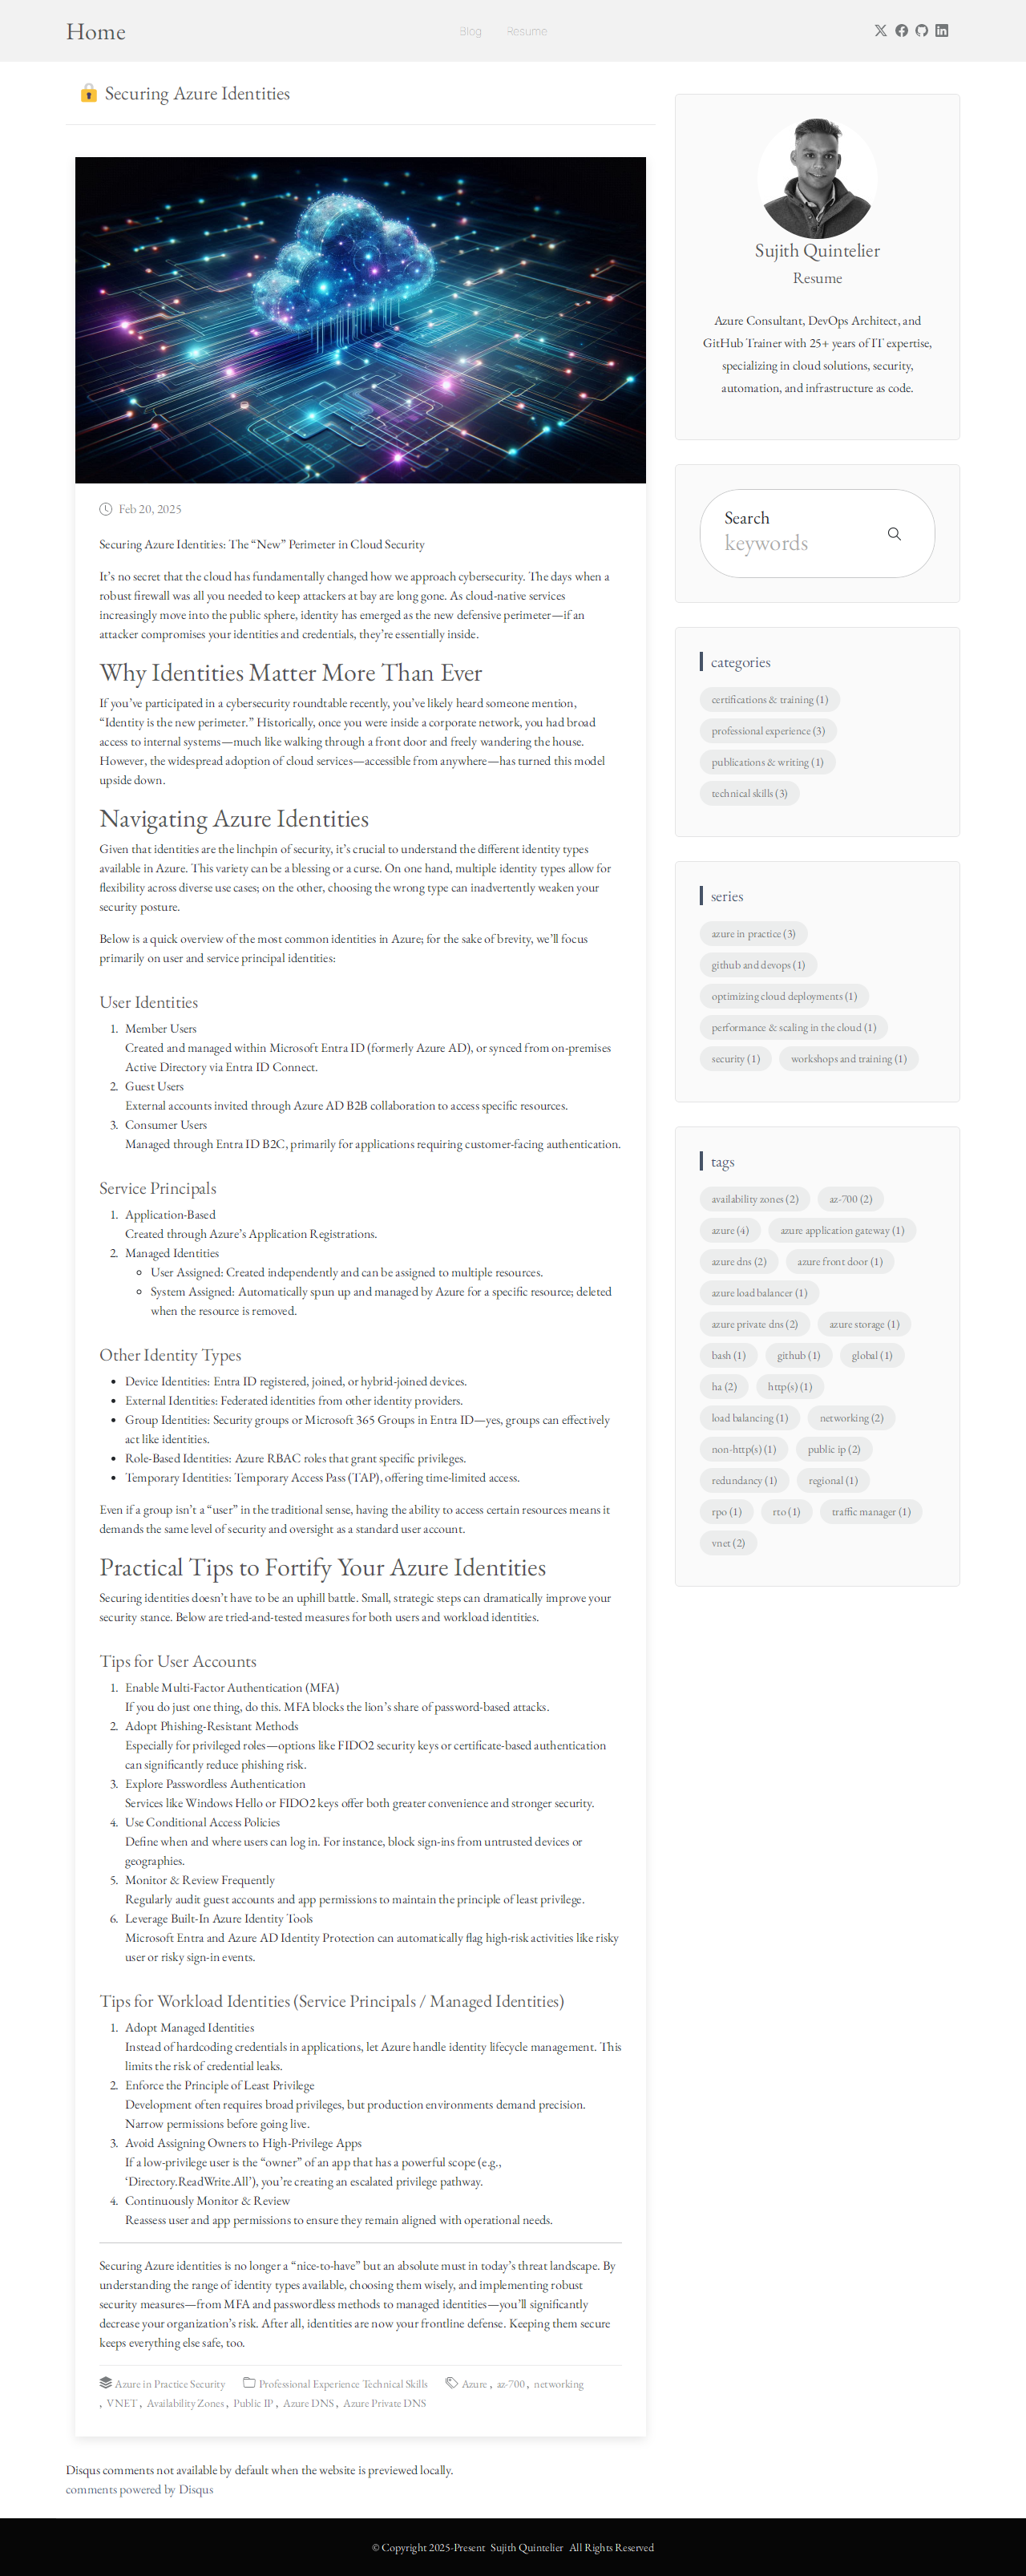 Home
Blog
Resume
🔒 Securing Azure Identities
Feb 20, 2025
Securing Azure Identities: The “New” Perimeter in Cloud Security
It’s no secret that the cloud has fundamentally changed how we approach cybersecurity. The days when a
robust firewall was all you needed to keep attackers at bay are long gone. As cloud-native services
increasingly move into the public sphere, identity has emerged as the new defensive perimeter—if an
attacker compromises your identities and credentials, they’re essentially inside.
Why Identities Matter More Than Ever
If you’ve participated in a cybersecurity roundtable recently, you’ve likely heard someone mention,
“Identity is the new perimeter.” Historically, once you were inside a corporate network, you had broad
access to internal systems—much like walking through a front door and freely wandering the house.
However, the widespread adoption of cloud services—accessible from anywhere—has turned this model
upside down.
Navigating Azure Identities
Given that identities are the linchpin of security, it’s crucial to understand the different identity types
available in Azure. This variety can be a blessing or a curse. On one hand, multiple identity types allow for
flexibility across diverse use cases; on the other, choosing the wrong type can inadvertently weaken your
security posture.
Below is a quick overview of the most common identities in Azure; for the sake of brevity, we’ll focus
primarily on user and service principal identities:
User Identities
1. Member Users
Created and managed within Microsoft Entra ID (formerly Azure AD), or synced from on-premises
Active Directory via Entra ID Connect.
2. Guest Users
External accounts invited through Azure AD B2B collaboration to access specific resources.
3. Consumer Users
Managed through Entra ID B2C, primarily for applications requiring customer-facing authentication.
Service Principals
1. Application-Based
Created through Azure’s Application Registrations.
2. Managed Identities
User Assigned: Created independently and can be assigned to multiple resources.
System Assigned: Automatically spun up and managed by Azure for a specific resource; deleted
when the resource is removed.
Other Identity Types
Device Identities: Entra ID registered, joined, or hybrid-joined devices.
External Identities: Federated identities from other identity providers.
Group Identities: Security groups or Microsoft 365 Groups in Entra ID—yes, groups can effectively
act like identities.
Role-Based Identities: Azure RBAC roles that grant specific privileges.
Temporary Identities: Temporary Access Pass (TAP), offering time-limited access.
Even if a group isn’t a “user” in the traditional sense, having the ability to access certain resources means it
demands the same level of security and oversight as a standard user account.
Practical Tips to Fortify Your Azure Identities
Securing identities doesn’t have to be an uphill battle. Small, strategic steps can dramatically improve your
security stance. Below are tried-and-tested measures for both users and workload identities.
Tips for User Accounts
1. Enable Multi-Factor Authentication (MFA)
If you do just one thing, do this. MFA blocks the lion’s share of password-based attacks.
2. Adopt Phishing-Resistant Methods
Especially for privileged roles—options like FIDO2 security keys or certificate-based authentication
can significantly reduce phishing risk.
3. Explore Passwordless Authentication
Services like Windows Hello or FIDO2 keys offer both greater convenience and stronger security.
4. Use Conditional Access Policies
Define when and where users can log in. For instance, block sign-ins from untrusted devices or
geographies.
5. Monitor & Review Frequently
Regularly audit guest accounts and app permissions to maintain the principle of least privilege.
6. Leverage Built-In Azure Identity Tools
Microsoft Entra and Azure AD Identity Protection can automatically flag high-risk activities like risky
user or risky sign-in events.
Tips for Workload Identities (Service Principals / Managed Identities)
1. Adopt Managed Identities
Instead of hardcoding credentials in applications, let Azure handle identity lifecycle management. This
limits the risk of credential leaks.
2. Enforce the Principle of Least Privilege
Development often requires broad privileges, but production environments demand precision.
Narrow permissions before going live.
3. Avoid Assigning Owners to High-Privilege Apps
If a low-privilege user is the “owner” of an app that has a powerful scope (e.g.,
‘Directory.ReadWrite.All’), you’re creating an escalated privilege pathway.
4. Continuously Monitor & Review
Reassess user and app permissions to ensure they remain aligned with operational needs.
Securing Azure identities is no longer a “nice-to-have” but an absolute must in today’s threat landscape. By
understanding the range of identity types available, choosing them wisely, and implementing robust
security measures—from MFA and passwordless methods to managed identities—you’ll significantly
decrease your organization’s risk. After all, identities are now your frontline defense. Keeping them secure
keeps everything else safe, too.
Azure in Practice Security Professional Experience Technical Skills Azure , az-700 , networking
, VNET , Availability Zones , Public IP , Azure DNS , Azure Private DNS
Disqus comments not available by default when the website is previewed locally.
comments powered by Disqus
Sujith Quintelier
Resume
Azure Consultant, DevOps Architect, and
GitHub Trainer with 25+ years of IT expertise,
specializing in cloud solutions, security,
automation, and infrastructure as code.
Search
keywords
categories
certifications & training (1)
professional experience (3)
publications & writing (1)
technical skills (3)
series
azure in practice (3)
github and devops (1)
optimizing cloud deployments (1)
performance & scaling in the cloud (1)
security (1) workshops and training (1)
tags
availability zones (2) az-700 (2)
azure (4) azure application gateway (1)
azure dns (2) azure front door (1)
azure load balancer (1)
azure private dns (2) azure storage (1)
bash (1) github (1) global (1)
ha (2) http(s) (1)
load balancing (1) networking (2)
non-http(s) (1) public ip (2)
redundancy (1) regional (1)
rpo (1) rto (1) traffic manager (1)
vnet (2)
© Copyright 2025-Present Sujith Quintelier All Rights Reserved